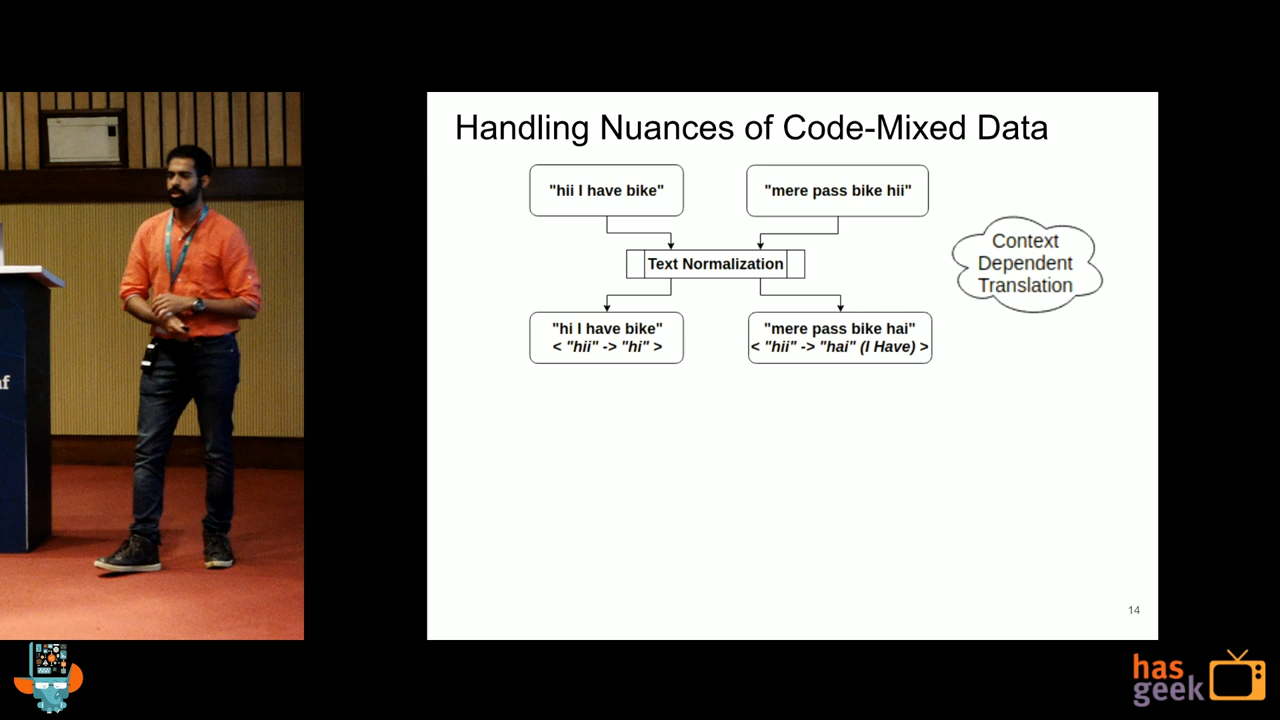 Handling Nuances of Code-Mixed Data
"hii I have bike"
"mere pass bike hii"
Context
Dependent
Translation
Text Normalization
"hi I have bike"
< "hii" -> "hi" >
"mere pass bike hai"
< "hii" -> "hai" (I Have) >
14
af
has
geek